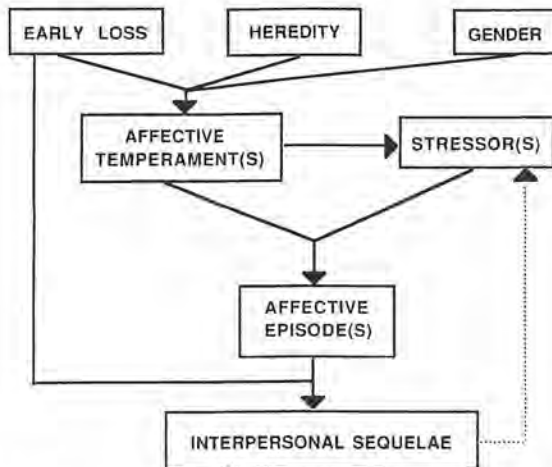 EARLY LOSS
HEREDITY
GENDER
AFFECTIVE
TEMPERAMENT(S)
STRESSOR(S)
AFFECTIVE
EPISODE(S)
INTERPERSONAL SEQUELAE